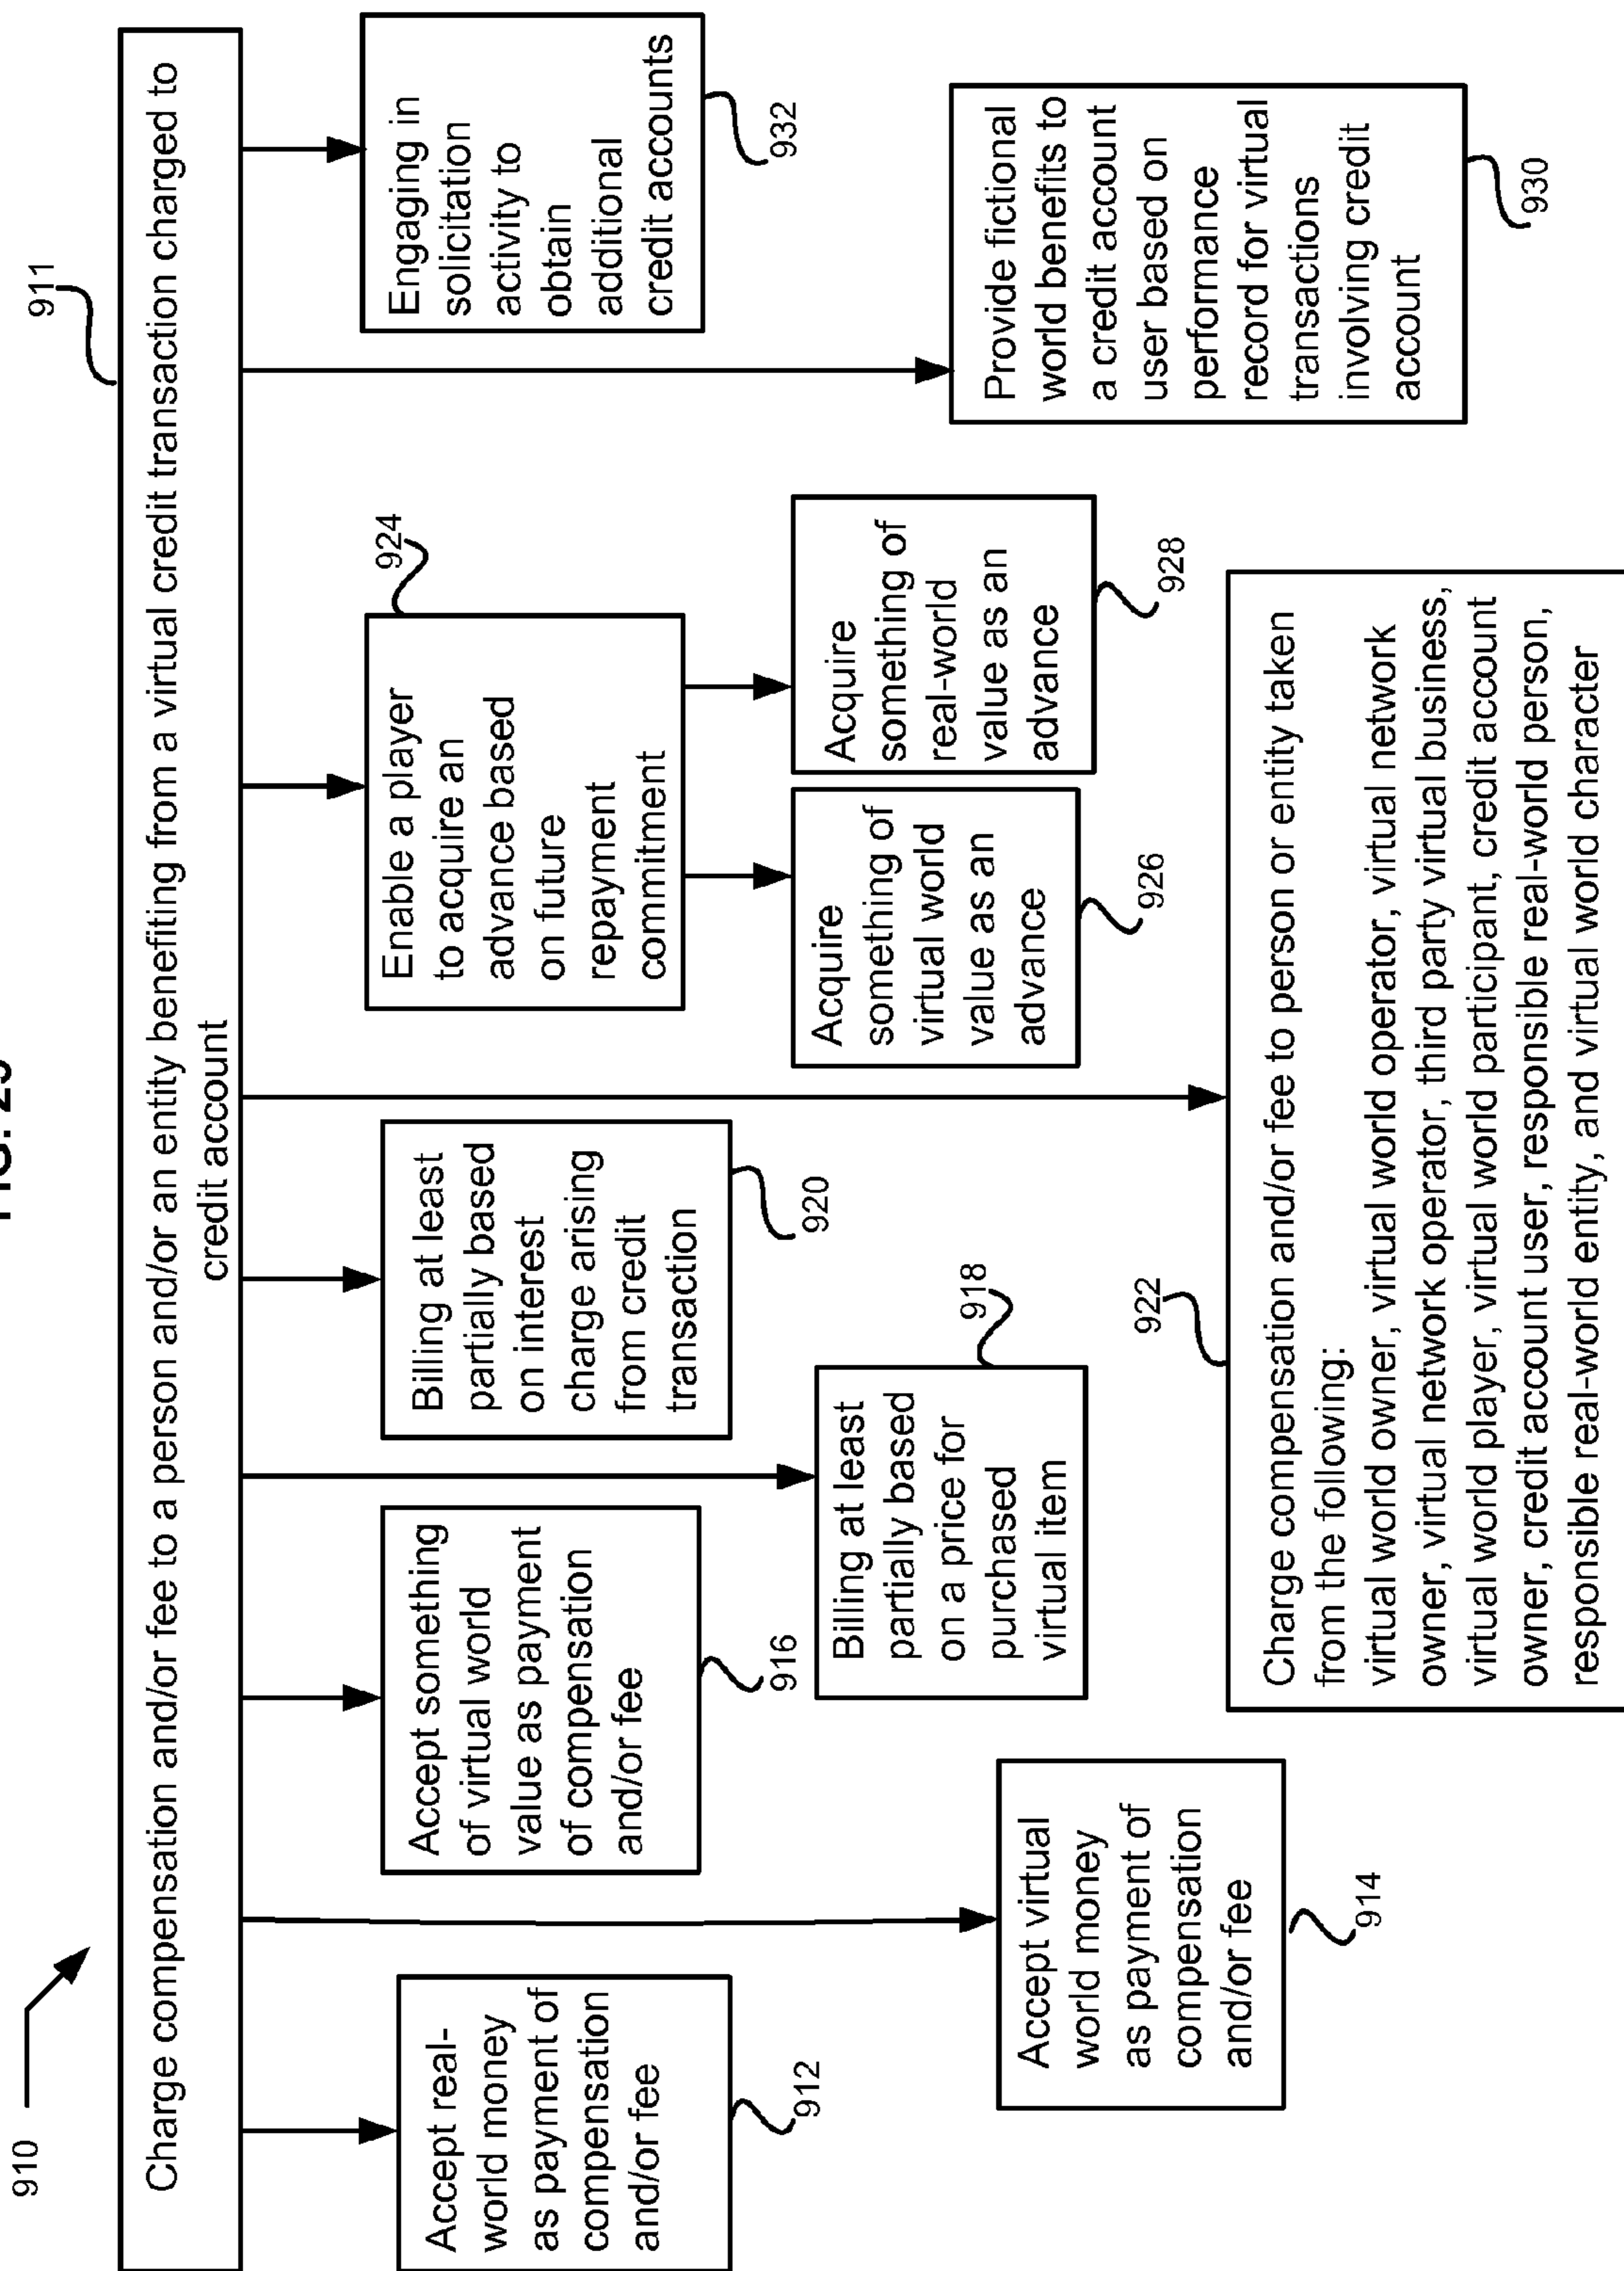 FIG.
910
911
Charge compensation and/or fee to a person and/or an entity benefiting from a virtual credit transaction charged to
credit account
Accept real-
world money
as payment of
compensation
and/or fee
912
Accept virtual
world money
as payment of
compensation
and/or fee
914
Accept something
of virtual world
value as payment
of compensation
and/or fee
916
Billing at least
partially based
on a price for
purchased
virtual item
918
Billing at least
partially based
on interest
charge arising
from credit
transaction
920
Charge compensation and/or fee to person or entity taken
from the following:
virtual world owner, virtual world operator, virtual network
owner, virtual network operator, third party virtual business,
virtual world player, virtual world participant, credit account
owner, credit account user, responsible real-world person,
responsible real-world entity, and virtual world character
922
Enable a player
to acquire an
advance based
on future
repayment
commitment
924
Acquire
something of
virtual world
value as an
advance
926
Acquire
something of
real-world
value as an
advance
928
Provide fictional
world benefits to
a credit account
user based on
performance
record for virtual
transactions
involving credit
account
930
Engaging in
solicitation
activity to
obtain
additional
credit accounts
932